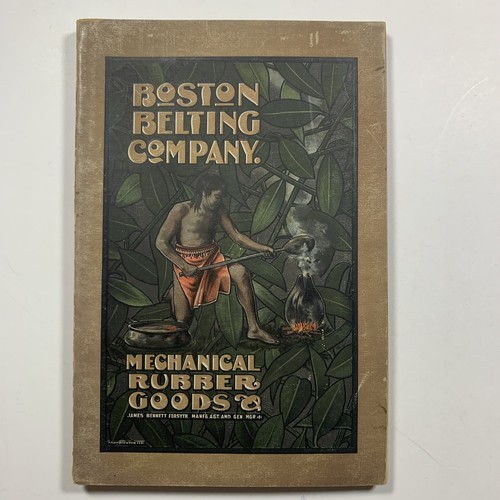 BOSTON
BELTING
COMPANY.
MECHANICAL
RUBBER
GOODS
JAMES BENNETT FORSYTH. MANFG. AGT. AND GEN. MGR.